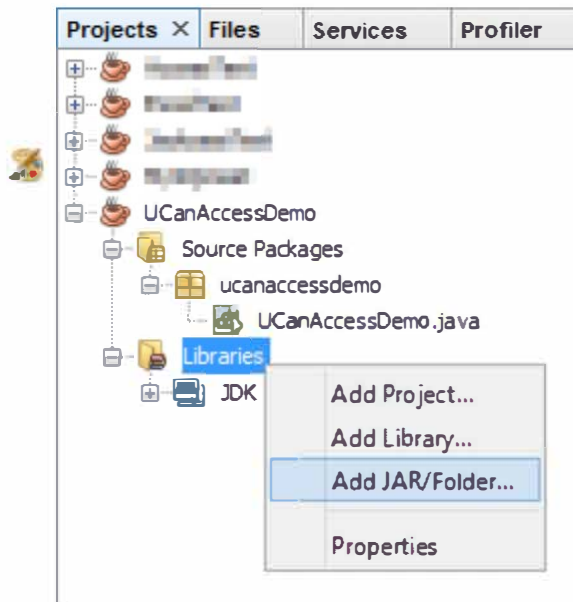 Projects × Files Services Profiler
UCanAccessDemo
Source Packages
ucanaccessdemo
UCanAccessDemo.java
Libraries
JDK
Add Project...
Add Library...
Add JAR/Folder...
Properties